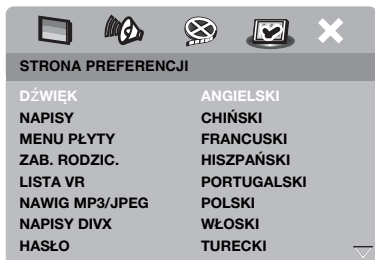 STRONA PREFERENCJI
DŹWIĘK ANGIELSKI
NAPISY CHIŃSKI
MENU PŁYTY FRANCUSKI
ZAB. RODZIC. HISZPAŃSKI
LISTA VR PORTUGALSKI
NAWIG MP3/JPEG POLSKI
NAPISY DIVX WŁOSKI
HASŁO TURECKI